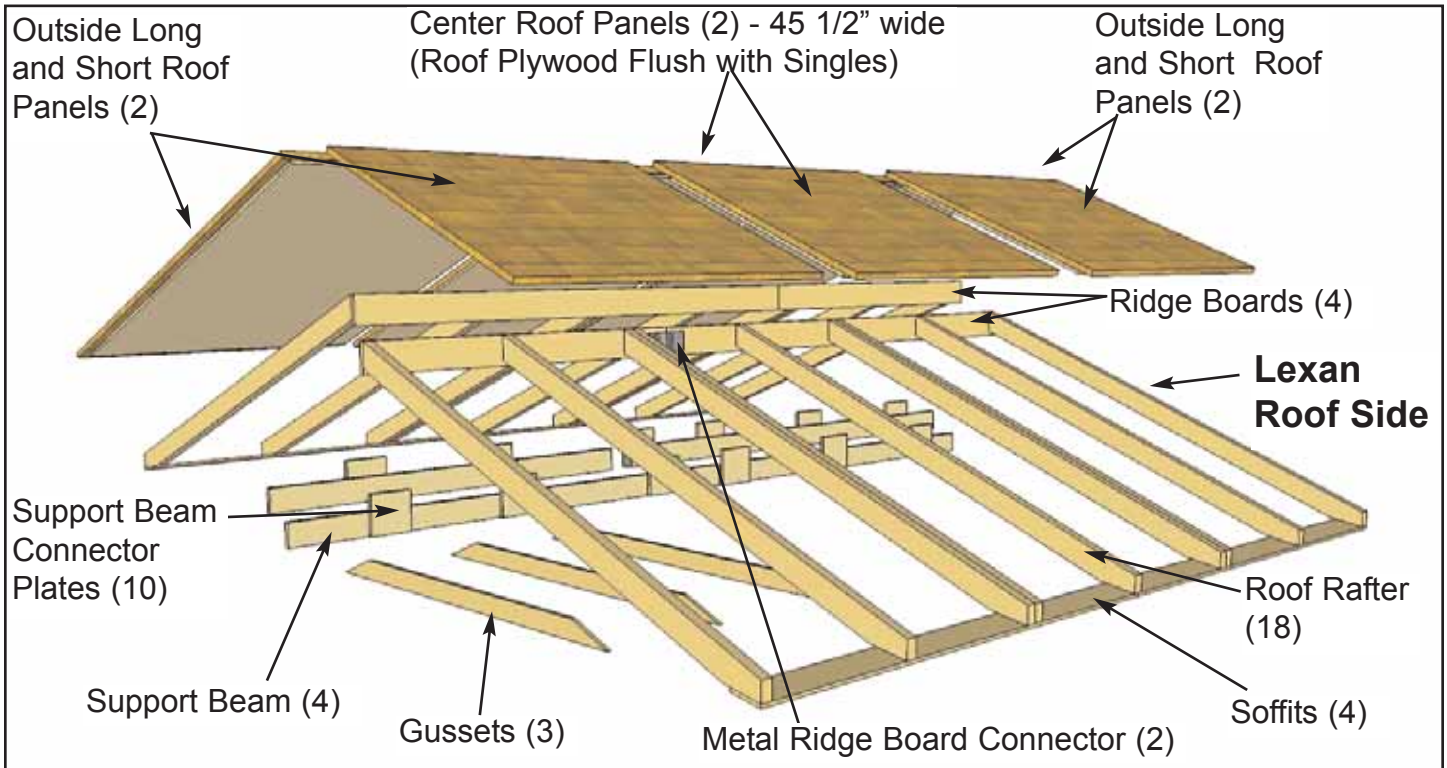 Outside Long
and Short Roof
Panels (2)
Center Roof Panels (2) - 45 1/2” wide
(Roof Plywood Flush with Singles)
Outside Long
and Short Roof
Panels (2)
Ridge Boards (4)
Lexan
Roof Side
Support Beam
Connector
Plates (10)
Roof Rafter
(18)
Support Beam (4)
Gussets (3)
Metal Ridge Board Connector (2)
Soffits (4)